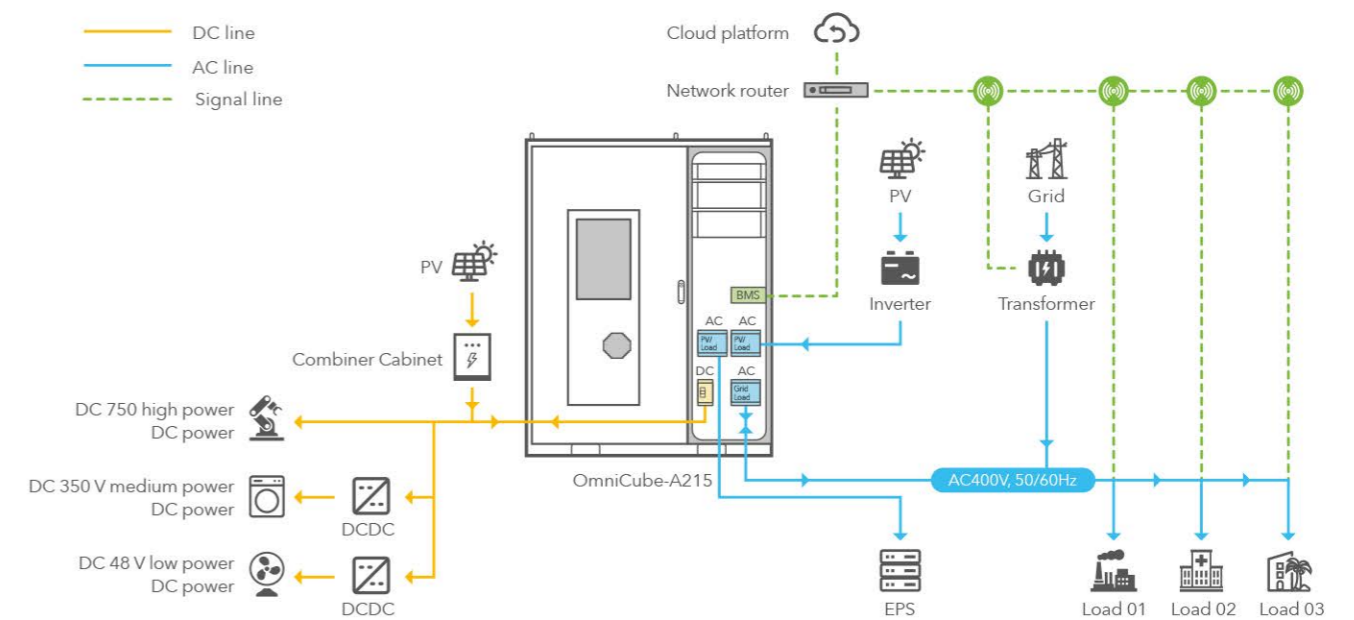 DC line
AC line
Signal line
Cloud platform
Network router
PV
Grid
PV
Inverter
Transformer
BMS
AC AC
PV/
Load
PV/
Load
DC AC
Grid
Load
Combiner Cabinet
DC 750 high power
DC power
DC 350 V medium power
DC power
DCDC
DC 48 V low power
DC power
DCDC
OmniCube-A215
AC400V, 50/60Hz
EPS
Load 01
Load 02
Load 03